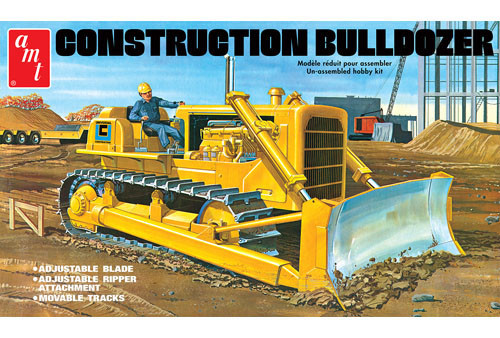 amt
®
CONSTRUCTION BULLDOZER
Modèle réduit pour assembler
Un-assembled hobby kit
•ADJUSTABLE BLADE
•ADJUSTABLE RIPPER
ATTACHMENT
•MOVABLE TRACKS